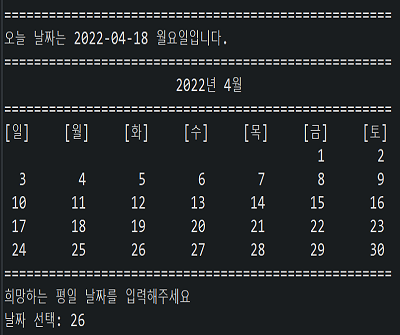 ======================================================
오늘 날짜는 2022-04-18 월요일입니다.
======================================================
2022년 4월
======================================================
[일] [월] [화] [수] [목] [금] [토]
1 2
3 4 5 6 7 8 9
10 11 12 13 14 15 16
17 18 19 20 21 22 23
24 25 26 27 28 29 30
======================================================
희망하는 평일 날짜를 입력해주세요
날짜 선택: 26